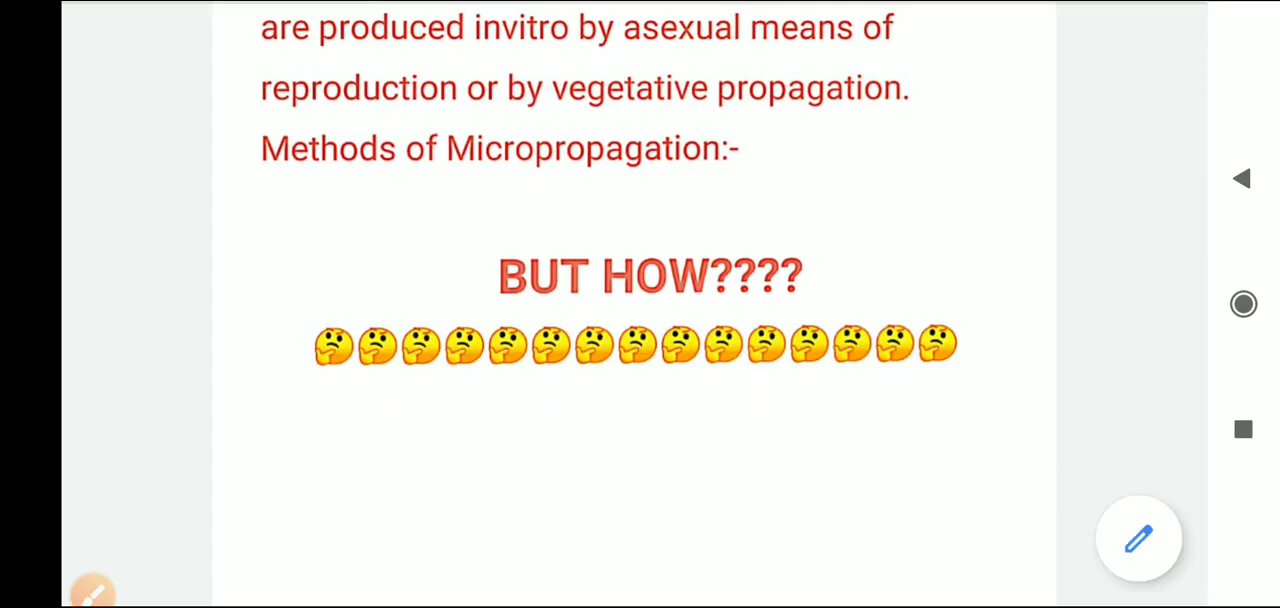 are produced invitro by asexual means of
reproduction or by vegetative propagation.
Methods of Micropropagation:-
BUT HOW????
🤔🤔🤔🤔🤔🤔🤔🤔🤔🤔🤔🤔🤔🤔🤔